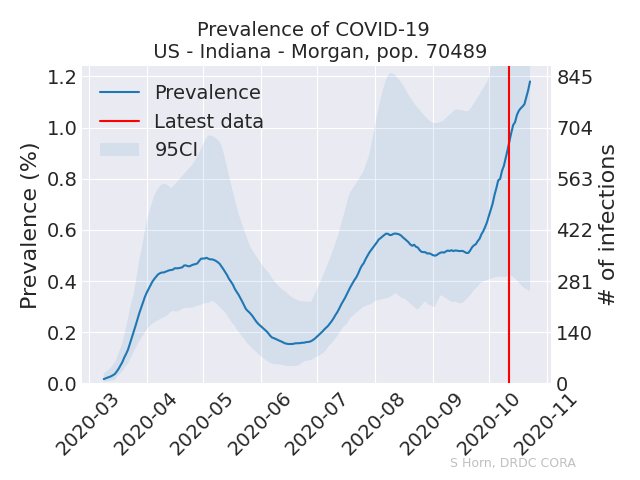 Prevalence of COVID-19
US - Indiana - Morgan, pop. 70489
Prevalence
Latest data
95CI
Prevalence (%)
1.2
1.0
0.8
0.6
0.4
0.2
0.0
845
704
563
422
281
140
0
# of infections
2020-03
2020-04
2020-05
2020-06
2020-07
2020-08
2020-09
2020-10
2020-11
S Horn, DRDC CORA